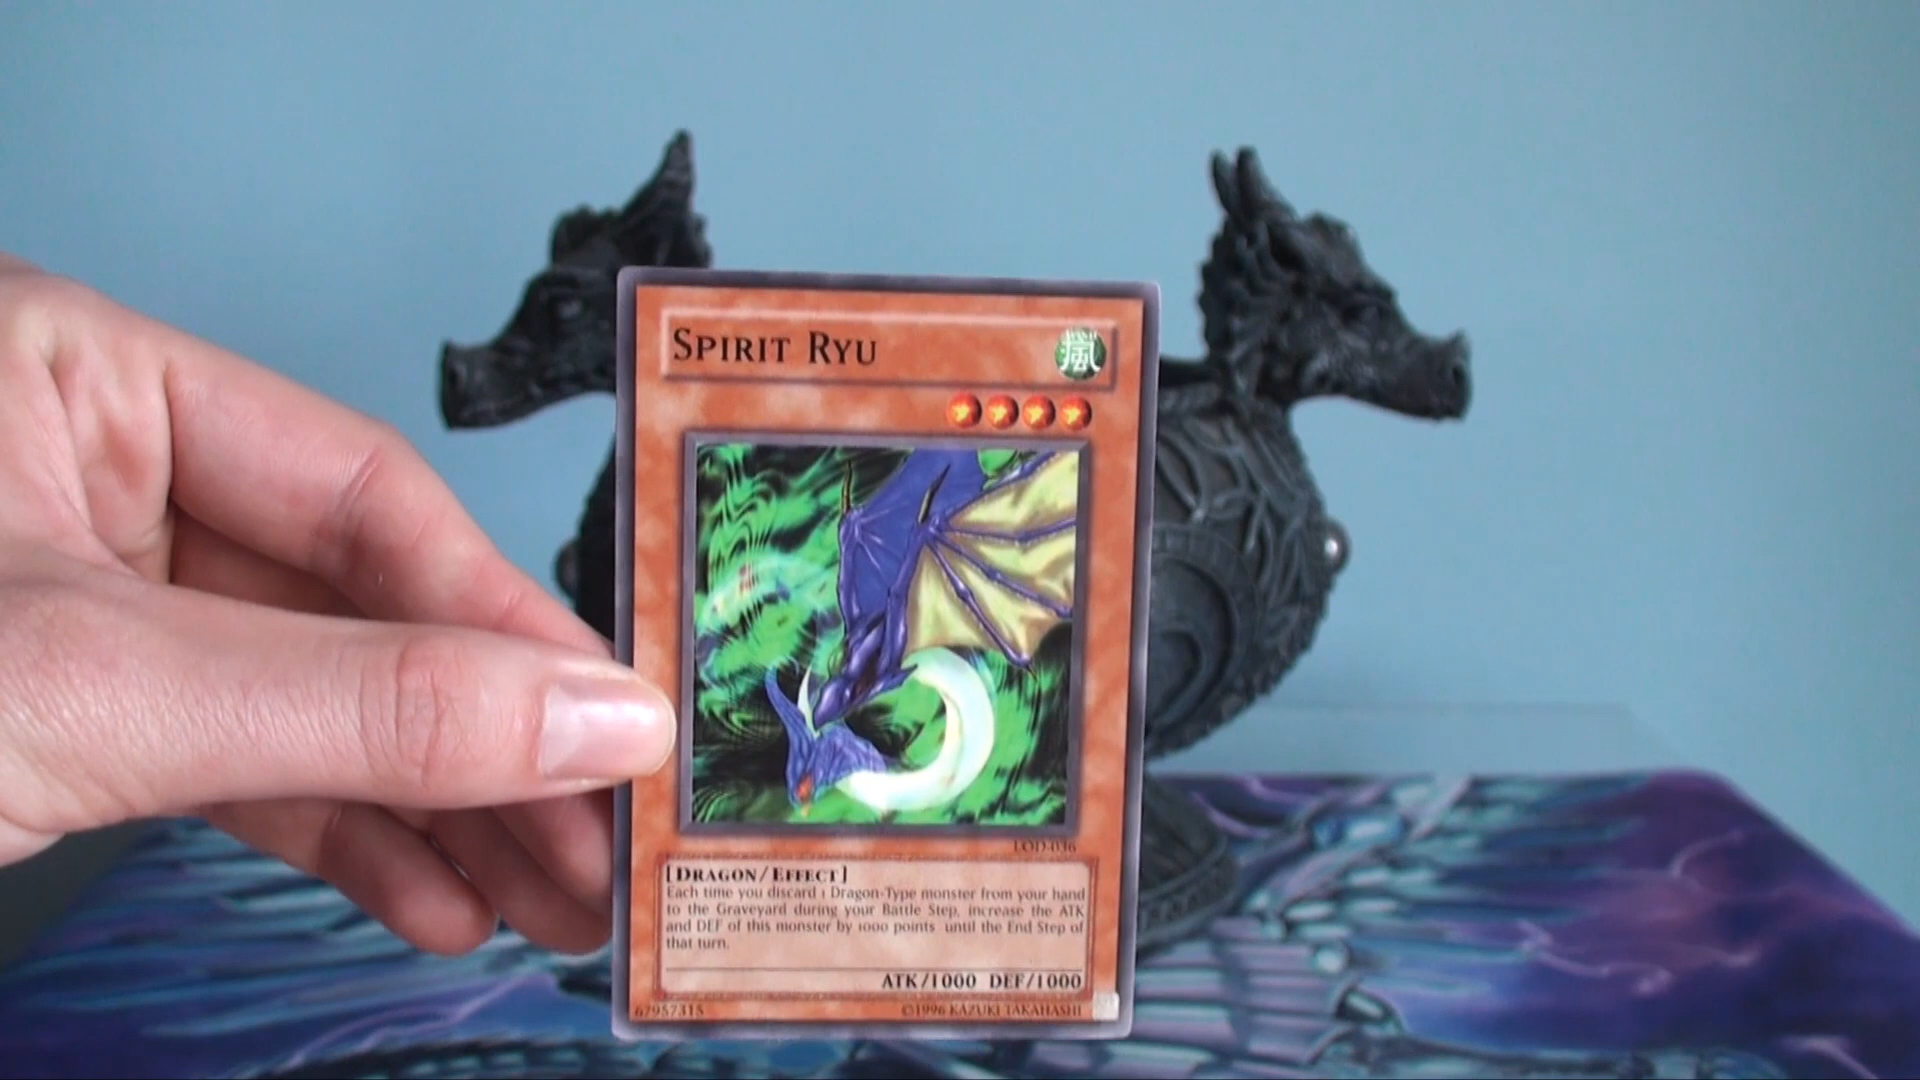 SPIRIT RYU
風
LOD-036
[DRAGON/EFFECT]
Each time you discard 1 Dragon-Type monster from your hand
to the Graveyard during your Battle Step, increase the ATK
and DEF of this monster by 1000 points until the End Step of
that turn.
ATK/1000 DEF/1000
67957315
©1996 KAZUKI TAKAHASHI